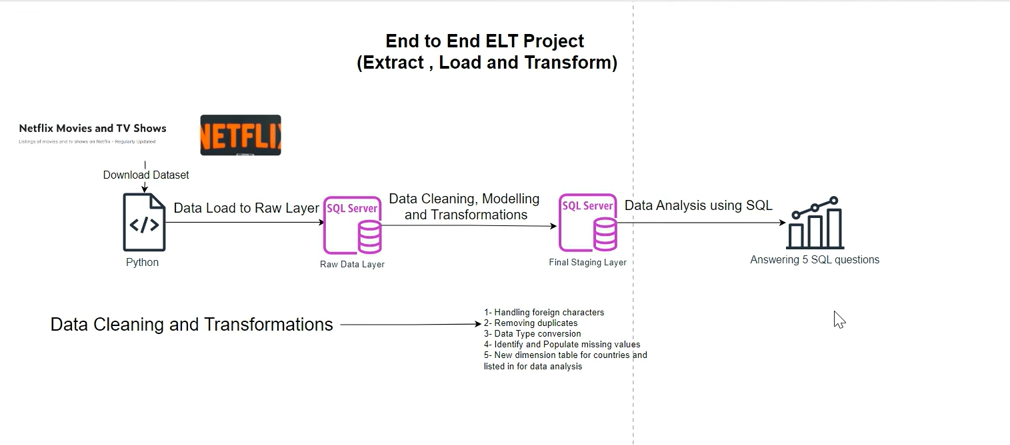 End to End ELT Project
(Extract , Load and Transform)
Netflix Movies and TV Shows
Listings of movies and tv shows on Netflix - Regularly Updated
NETFLIX
Download Dataset
Data Load to Raw Layer
SQL Server
Data Cleaning, Modelling
and Transformations
SQL Server
Data Analysis using SQL
</>
Python
Raw Data Layer
Final Staging Layer
Answering 5 SQL questions
Data Cleaning and Transformations
1- Handling foreign characters
2- Removing duplicates
3- Data Type conversion
4- Identify and Populate missing values
5- New dimension table for countries and
listed in for data analysis